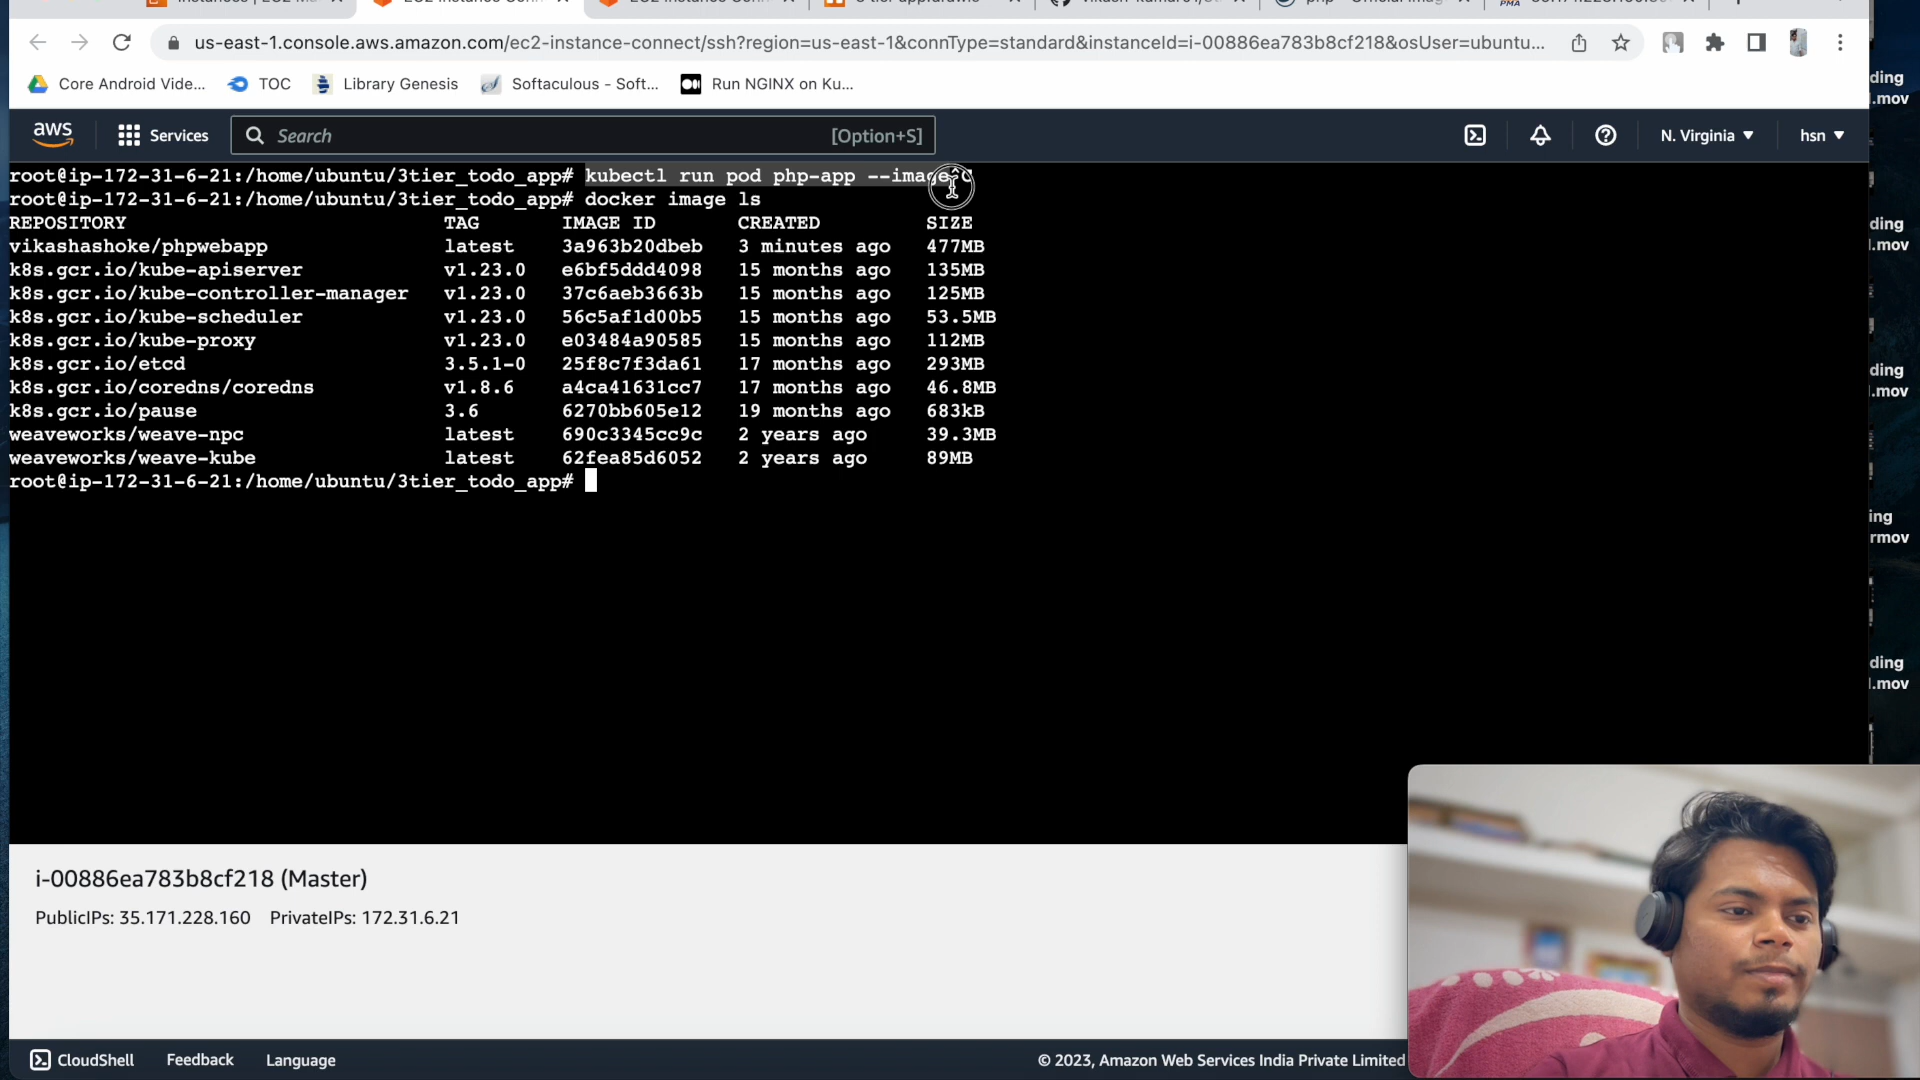 us-east-1.console.aws.amazon.com/ec2-instance-connect/ssh?region=us-east-1&connType=standard&instanceId=i-00886ea783b8cf218&osUser=ubuntu...
Core Android Vide...
TOC
Library Genesis
Softaculous - Soft...
Run NGINX on Ku...
ding
.mov
aws
Services
Search
[Option+S]
N. Virginia
hsn
root@ip-172-31-6-21:/home/ubuntu/3tier_todo_app# kubectl run pod php-app --image^C
root@ip-172-31-6-21:/home/ubuntu/3tier_todo_app# docker image ls
REPOSITORY TAG IMAGE ID CREATED SIZE
vikashashoke/phpwebapp latest 3a963b20dbeb 3 minutes ago 477MB
k8s.gcr.io/kube-apiserver v1.23.0 e6bf5ddd4098 15 months ago 135MB
k8s.gcr.io/kube-controller-manager v1.23.0 37c6aeb3663b 15 months ago 125MB
k8s.gcr.io/kube-scheduler v1.23.0 56c5af1d00b5 15 months ago 53.5MB
k8s.gcr.io/kube-proxy v1.23.0 e03484a90585 15 months ago 112MB
k8s.gcr.io/etcd 3.5.1-0 25f8c7f3da61 17 months ago 293MB
k8s.gcr.io/coredns/coredns v1.8.6 a4ca41631cc7 17 months ago 46.8MB
k8s.gcr.io/pause 3.6 6270bb605e12 19 months ago 683kB
weaveworks/weave-npc latest 690c3345cc9c 2 years ago 39.3MB
weaveworks/weave-kube latest 62fea85d6052 2 years ago 89MB
root@ip-172-31-6-21:/home/ubuntu/3tier_todo_app#
ding
.mov
ding
.mov
ing
rmov
ding
.mov
i-00886ea783b8cf218 (Master)
PublicIPs: 35.171.228.160 PrivateIPs: 172.31.6.21
CloudShell
Feedback
Language
© 2023, Amazon Web Services India Private Limited